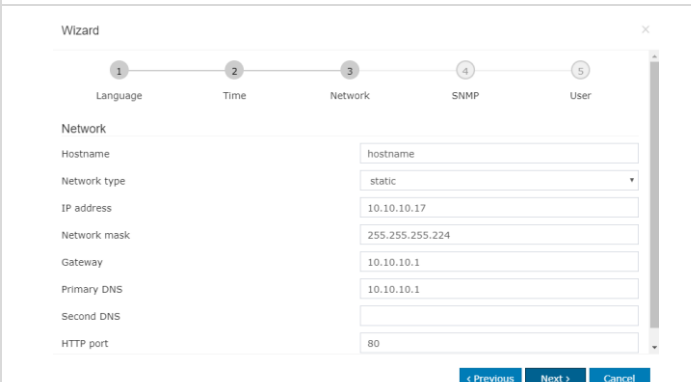 Wizard ×
1 2 3 4 5
Language Time Network SNMP User
Network
Hostname hostname
Network type static
IP address 10.10.10.17
Network mask 255.255.255.224
Gateway 10.10.10.1
Primary DNS 10.10.10.1
Second DNS
HTTP port 80
< Previous Next > Cancel